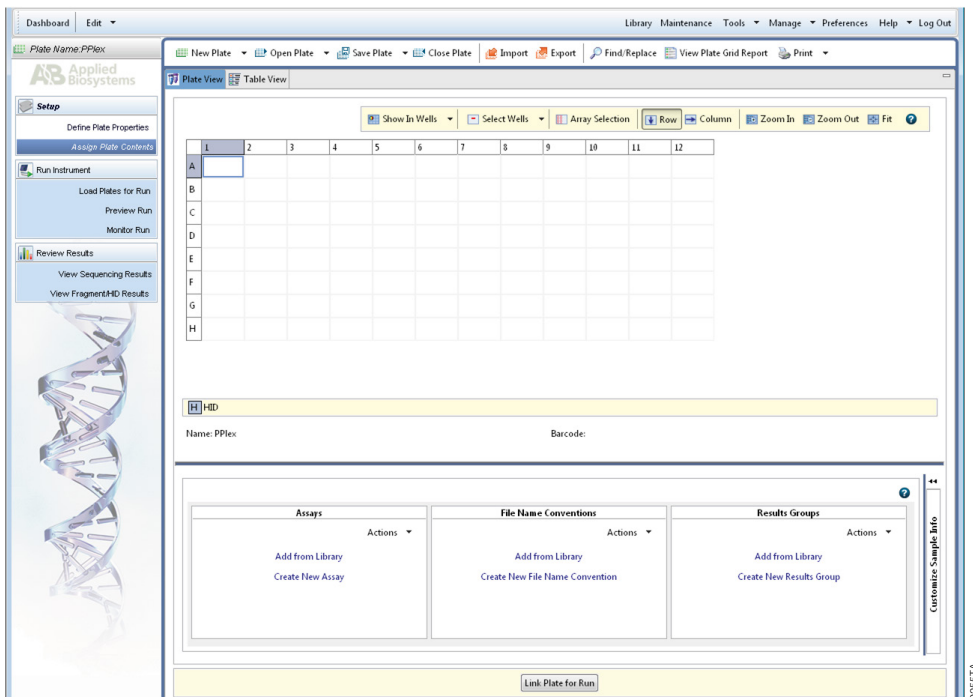 Dashboard Edit Library Maintenance Tools Manage Preferences Help Log Out
Plate Name:PPlex
New Plate Open Plate Save Plate Close Plate Import Export Find/Replace View Plate Grid Report Print
AB Applied Biosystems
Plate View Table View
Setup
Define Plate Properties
Assign Plate Contents
Run Instrument
Load Plates for Run
Preview Run
Monitor Run
Review Results
View Sequencing Results
View Fragment/HID Results
Show In Wells Select Wells Array Selection Row Column Zoom In Zoom Out Fit ?
1 2 3 4 5 6 7 8 9 10 11 12
A
B
C
D
E
F
G
H
H HID
Name: PPlex Barcode:
?
Assays File Name Conventions Results Groups
Actions Actions Actions
Add from Library Add from Library Add from Library
Create New Assay Create New File Name Convention Create New Results Group
Customize Sample Info
Link Plate for Run